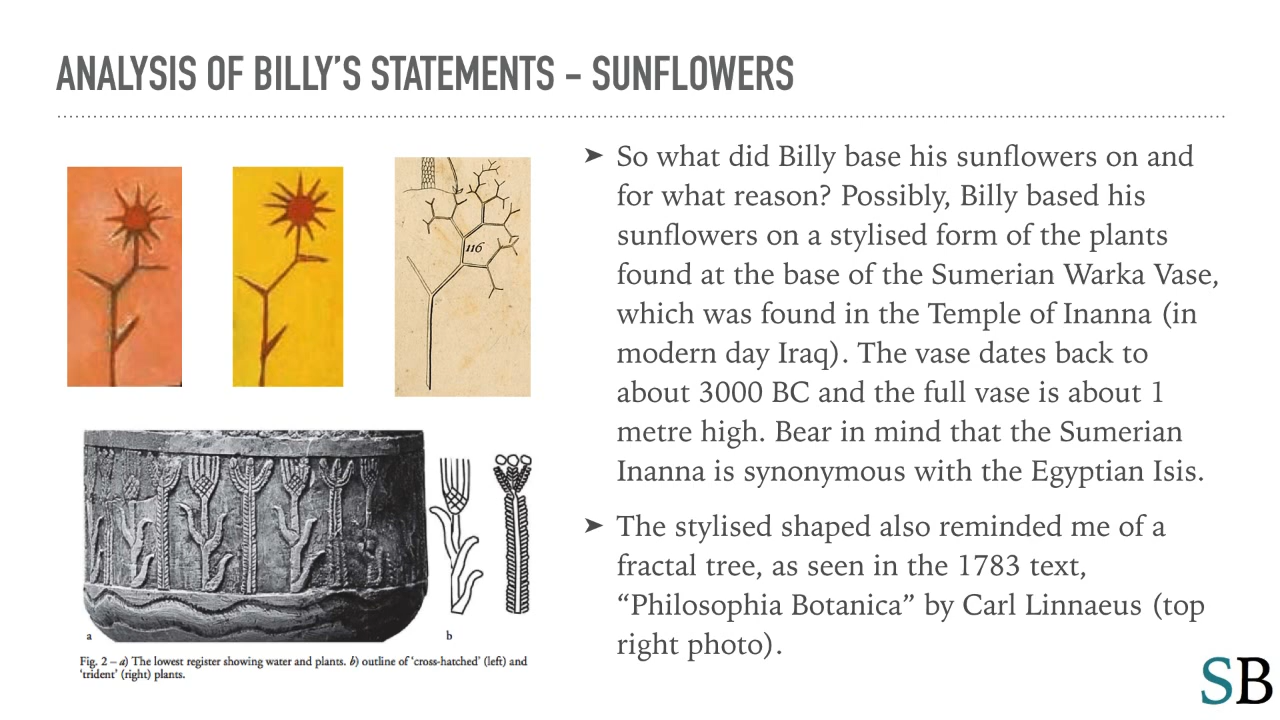 ANALYSIS OF BILLY'S STATEMENTS – SUNFLOWERS
116
a
b
Fig. 2 – a) The lowest register showing water and plants. b) outline of 'cross-hatched' (left) and
'trident' (right) plants.
➤ So what did Billy base his sunflowers on and
for what reason? Possibly, Billy based his
sunflowers on a stylised form of the plants
found at the base of the Sumerian Warka Vase,
which was found in the Temple of Inanna (in
modern day Iraq). The vase dates back to
about 3000 BC and the full vase is about 1
metre high. Bear in mind that the Sumerian
Inanna is synonymous with the Egyptian Isis.
➤ The stylised shaped also reminded me of a
fractal tree, as seen in the 1783 text,
“Philosophia Botanica” by Carl Linnaeus (top
right photo).
SB